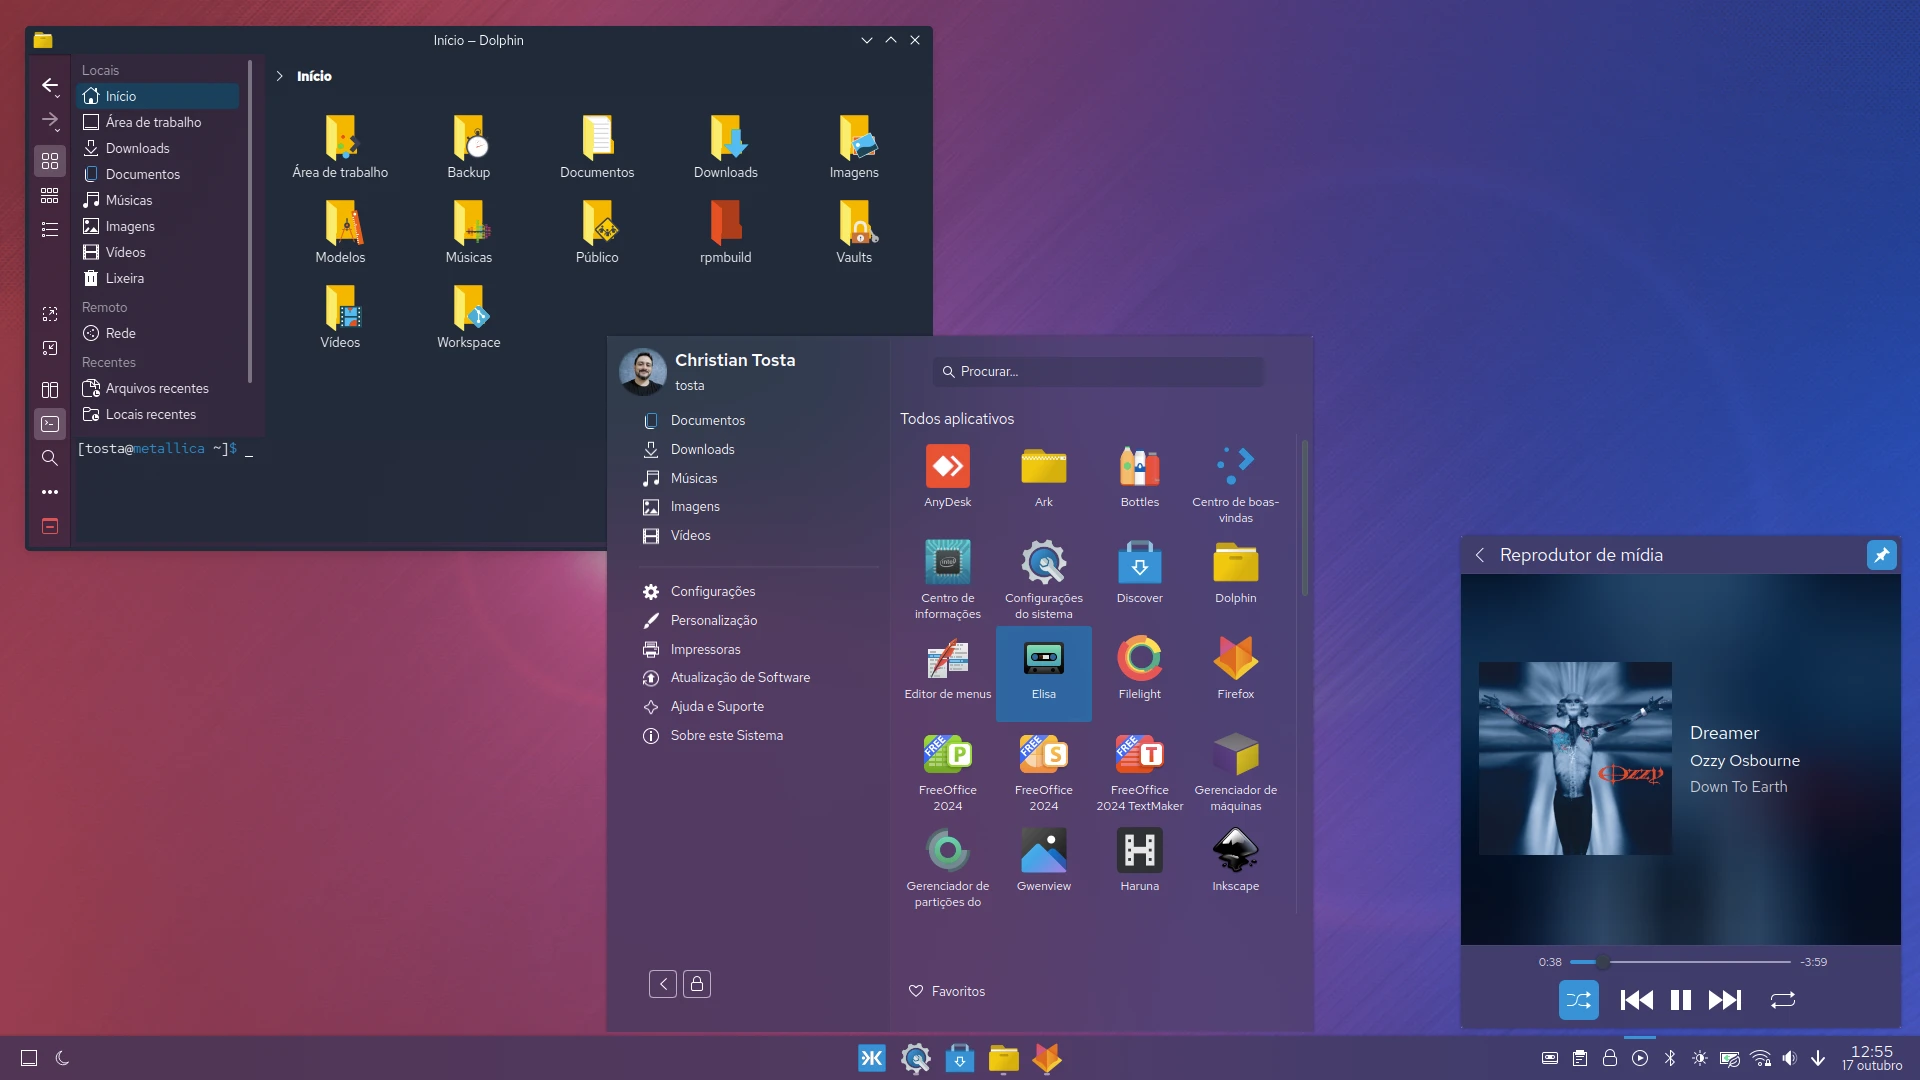 Início – Dolphin
Locais
Início
Área de trabalho
Downloads
Documentos
Músicas
Imagens
Vídeos
Lixeira
Remoto
Rede
Recentes
Arquivos recentes
Locais recentes
Início
Área de trabalho
Backup
Documentos
Downloads
Imagens
Modelos
Músicas
Público
rpmbuild
Vaults
Vídeos
Workspace
[tosta@metallica ~]$ _
Christian Tosta
tosta
Documentos
Downloads
Músicas
Imagens
Vídeos
Configurações
Personalização
Impressoras
Atualização de Software
Ajuda e Suporte
Sobre este Sistema
Procurar...
Todos aplicativos
AnyDesk
Ark
Bottles
Centro de boas-
vindas
intel
Centro de
informações
Configurações
do sistema
Discover
Dolphin
Editor de menus
Elisa
Filelight
Firefox
FREE
P
FreeOffice
2024
FREE
S
FreeOffice
2024
FREE
T
FreeOffice
2024 TextMaker
Gerenciador de
máquinas
Gerenciador de
partições do
Gwenview
Haruna
Inkscape
Favoritos
Reprodutor de mídia
Ozzy
Dreamer
Ozzy Osbourne
Down To Earth
0:38
-3:59
12:55
17 outubro